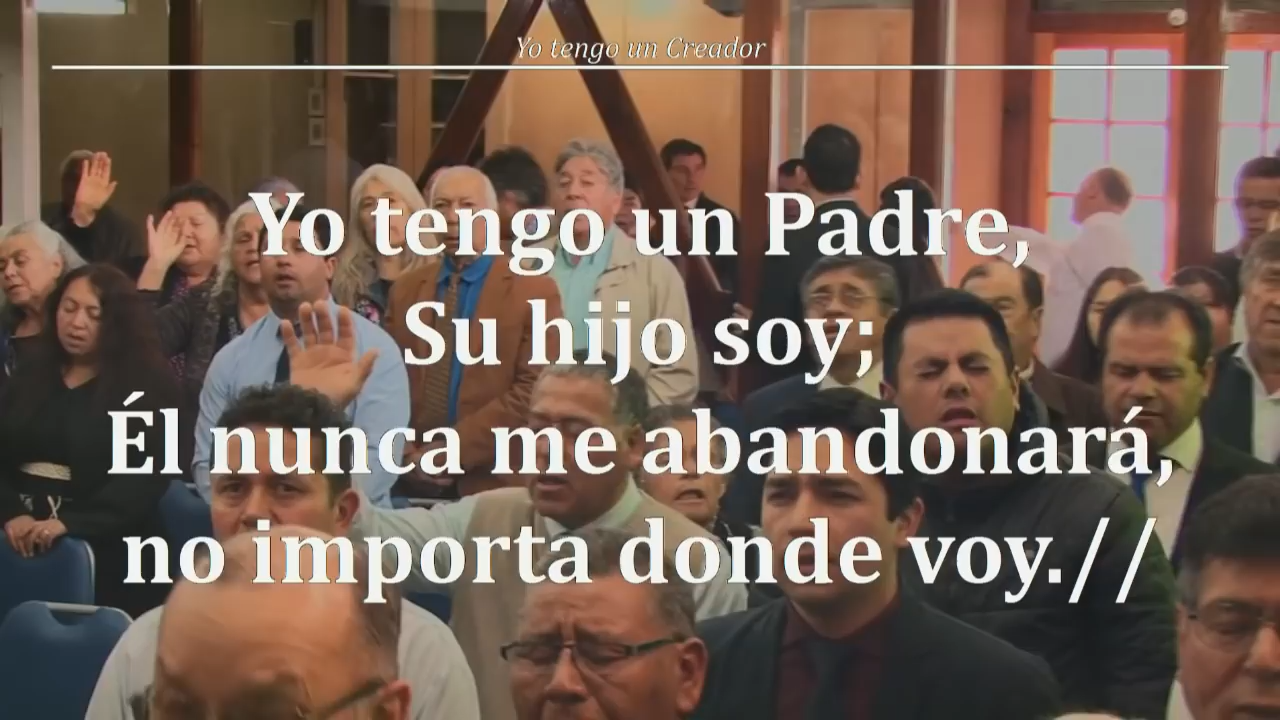 Yo tengo un Creador
Yo tengo un Padre,
Su hijo soy;
Él nunca me abandonará,
no importa donde voy.//